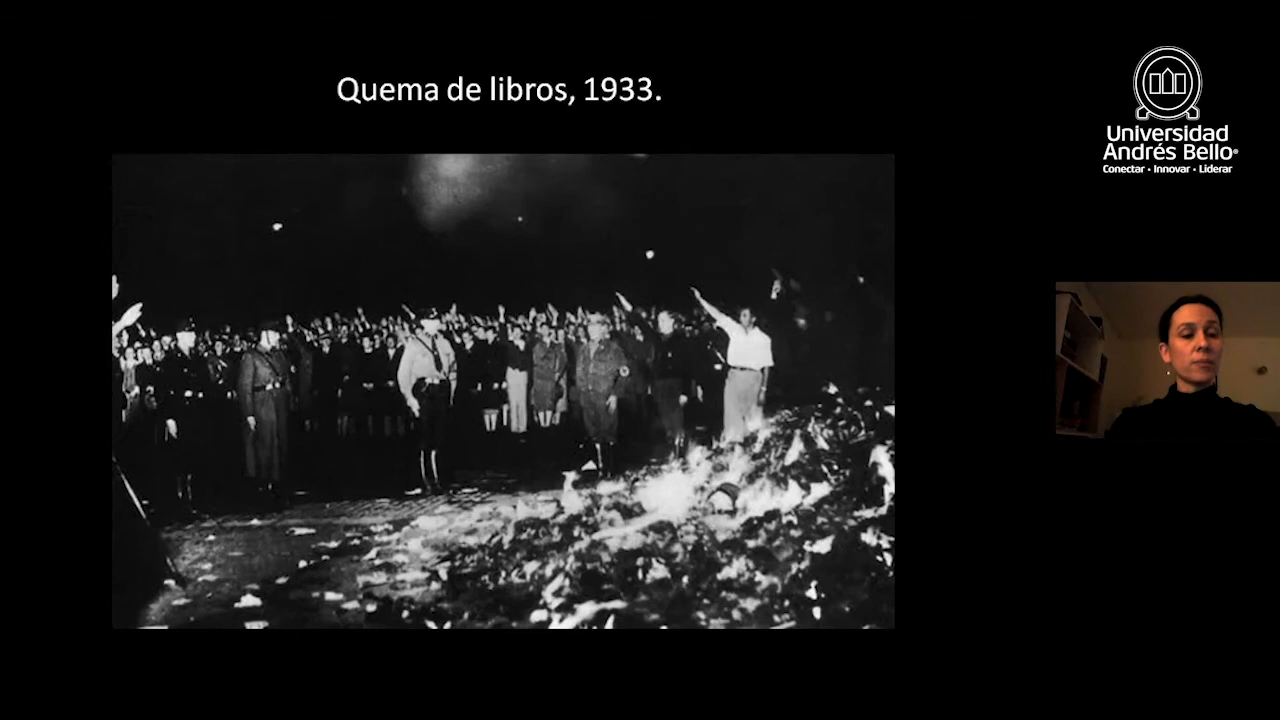 Quema de libros, 1933.
Universidad
Andrés Bello®
Conectar · Innovar · Liderar